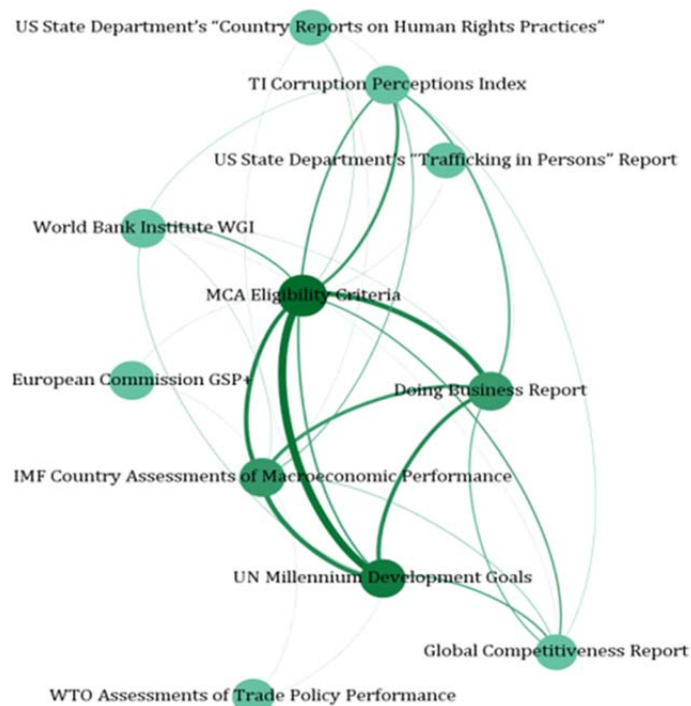 US State Department's "Country Reports on Human Rights Practices"
TI Corruption Perceptions Index
US State Department's "Trafficking in Persons" Report
World Bank Institute WGI
MCA Eligibility Criteria
European Commission GSP+
Doing Business Report
IMF Country Assessments of Macroeconomic Performance
UN Millennium Development Goals
Global Competitiveness Report
WTO Assessments of Trade Policy Performance